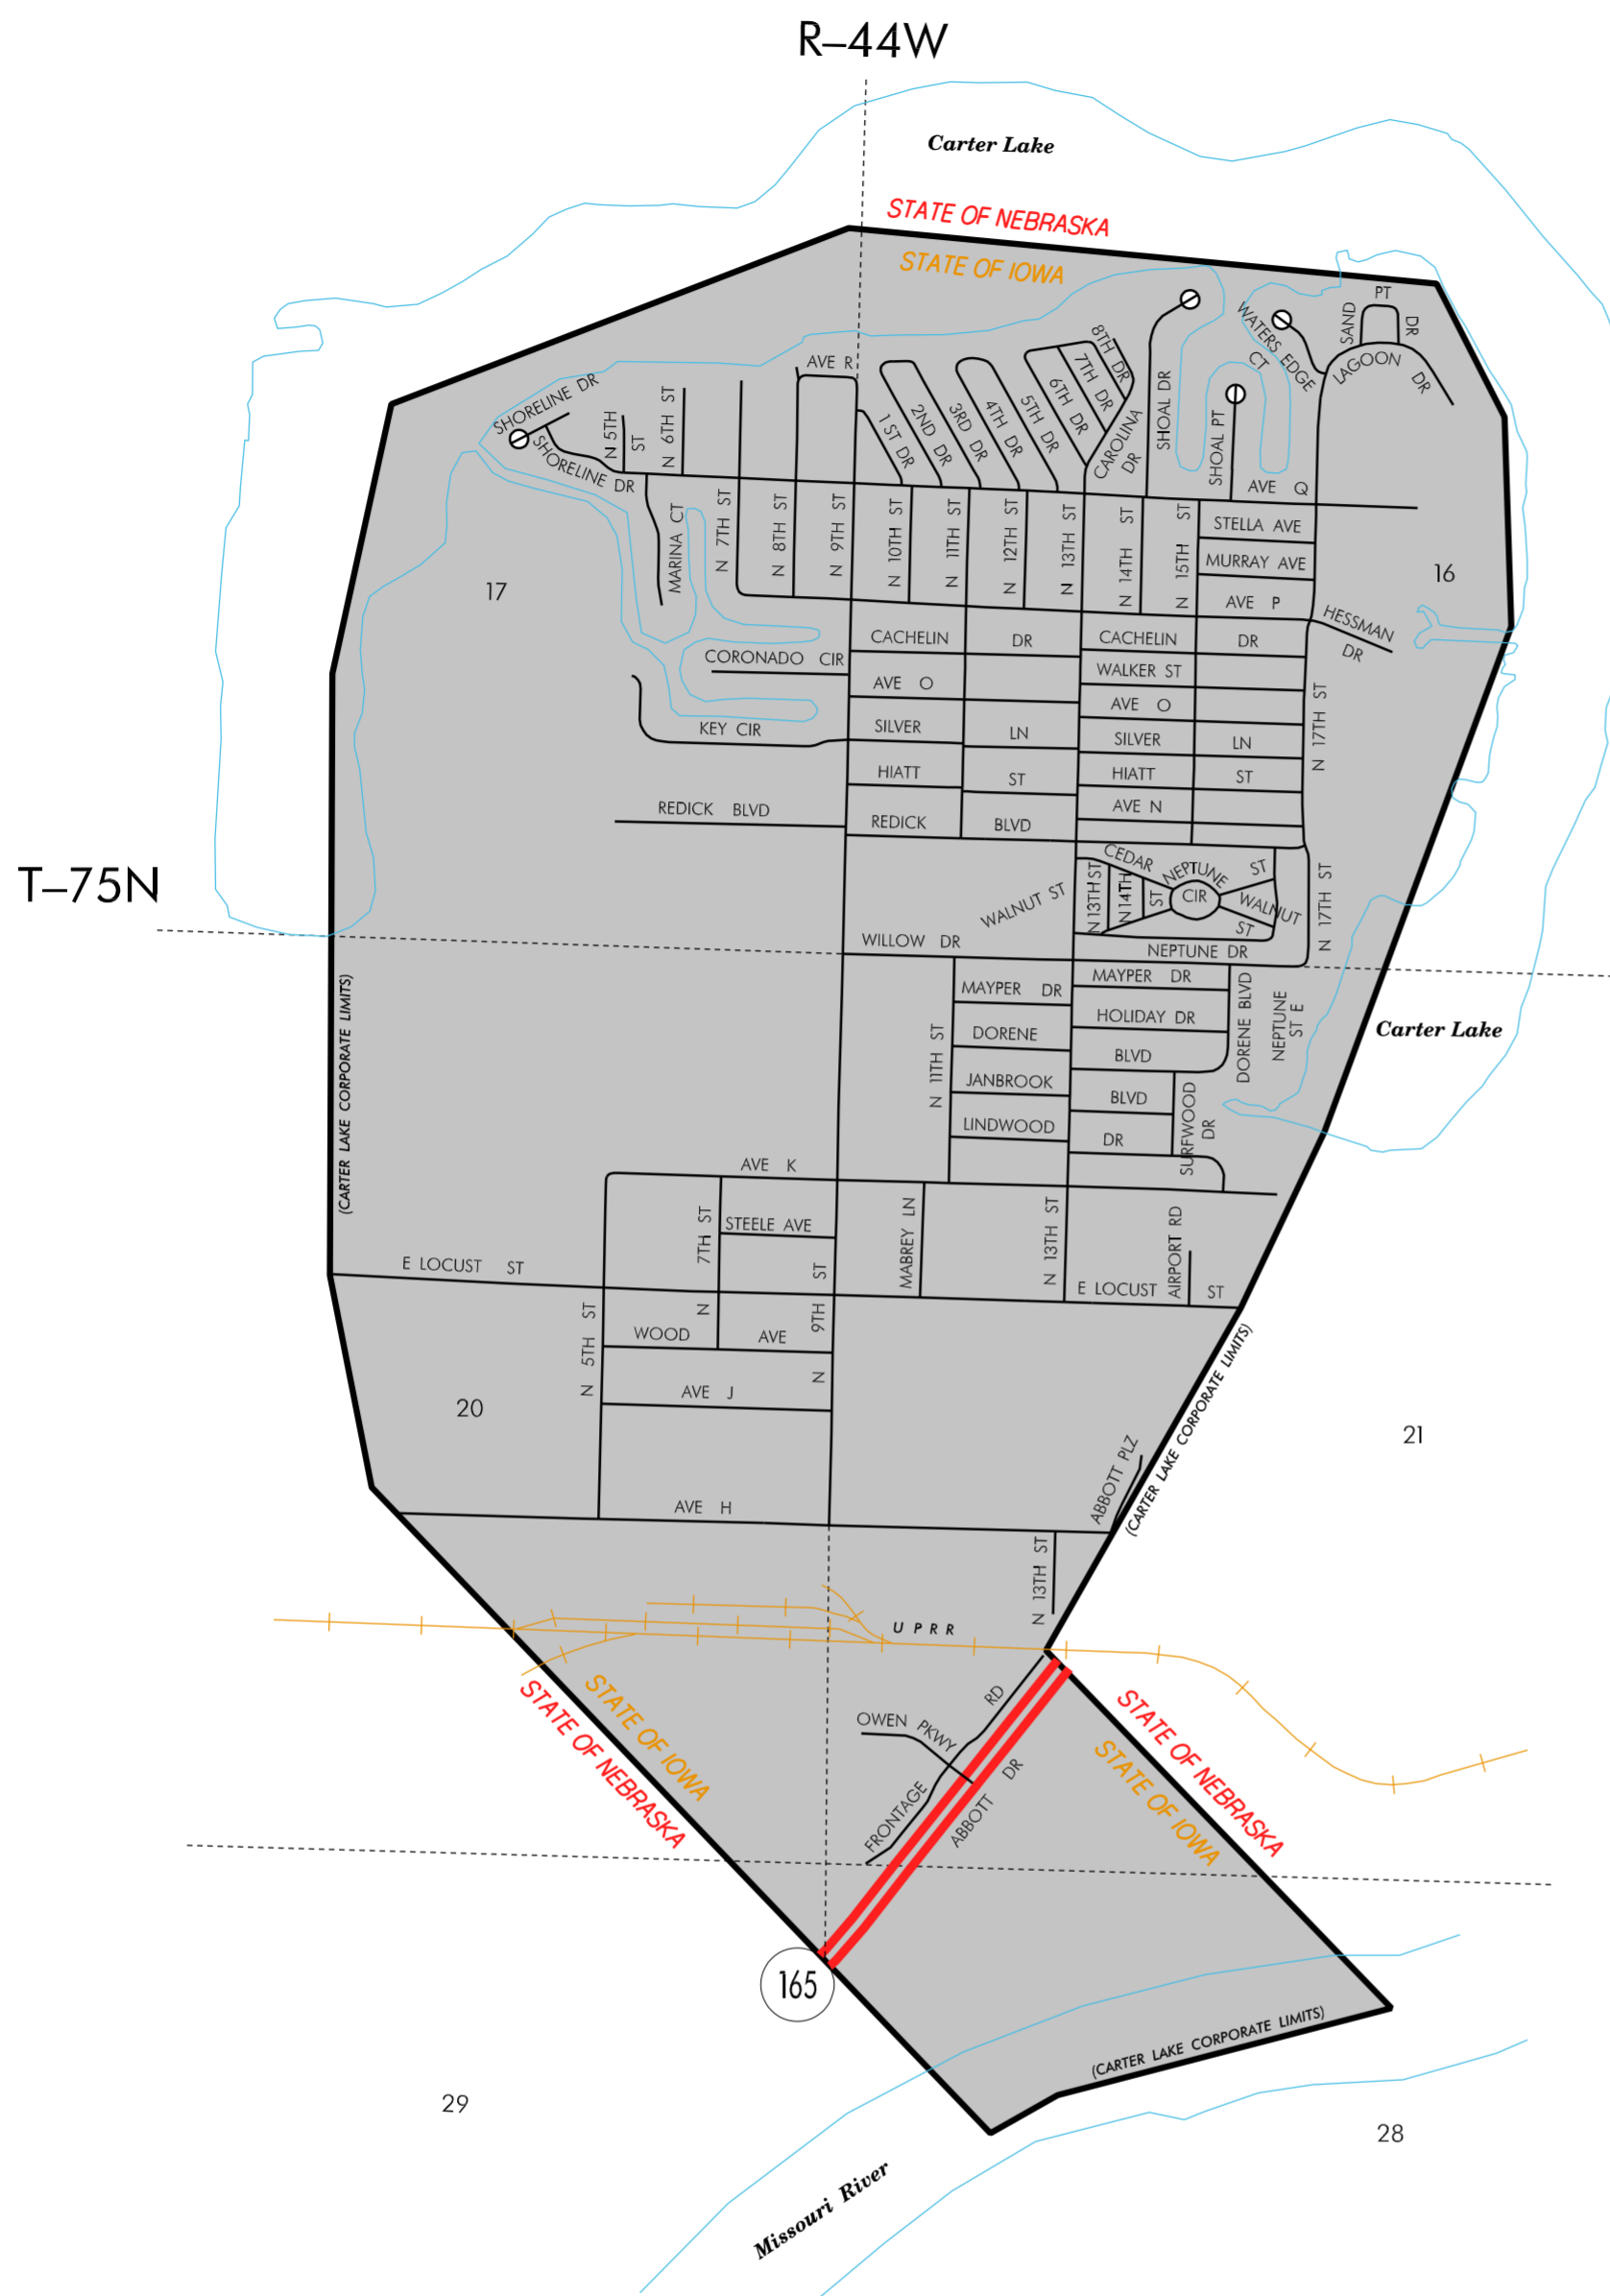 R–44W
Carter Lake
STATE OF NEBRASKA
STATE OF IOWA
SHORELINE DR
SHORELINE DR
N 5TH ST
N 6TH ST
AVE R
1 ST DR
2ND DR
3RD DR
4TH DR
5TH DR
6TH DR
7TH DR
8TH DR
CAROLINA DR
SHOAL DR
SHOAL PT
WATERS EDGE CT
SAND PT DR
LAGOON DR
AVE Q
MARINA CT
N 7TH ST
N 8TH ST
N 9TH ST
N 10TH ST
N 11TH ST
N 12TH ST
N 13TH ST
N 14TH ST
N 15TH ST
STELLA AVE
MURRAY AVE
AVE P
HESSMAN DR
17
16
CACHELIN DR
CACHELIN DR
CORONADO CIR
WALKER ST
AVE O
AVE O
KEY CIR
SILVER LN
SILVER LN
N 17TH ST
HIATT ST
HIATT ST
AVE N
REDICK BLVD
REDICK BLVD
T–75N
CEDAR ST
NEPTUNE CIR
WALNUT ST
WALNUT ST
N 13TH ST
N 14TH ST
N 17TH ST
WILLOW DR
NEPTUNE DR
MAYPER DR
MAYPER DR
HOLIDAY DR
DORENE BLVD
DORENE BLVD
NEPTUNE ST E
Carter Lake
N 11TH ST
JANBROOK BLVD
LINDWOOD DR
SURFWOOD DR
(CARTER LAKE CORPORATE LIMITS)
AVE K
N 7TH ST
STEELE AVE
MABREY LN
N 13TH ST
AIRPORT RD
E LOCUST ST
E LOCUST ST
N 5TH ST
N 9TH ST
WOOD AVE
AVE J
20
21
(CARTER LAKE CORPORATE LIMITS)
ABBOTT PLZ
AVE H
N 13TH ST
UPRR
STATE OF IOWA
STATE OF NEBRASKA
OWEN PKWY
FRONTAGE RD
ABBOTT DR
STATE OF NEBRASKA
STATE OF IOWA
165
(CARTER LAKE CORPORATE LIMITS)
29
28
Missouri River